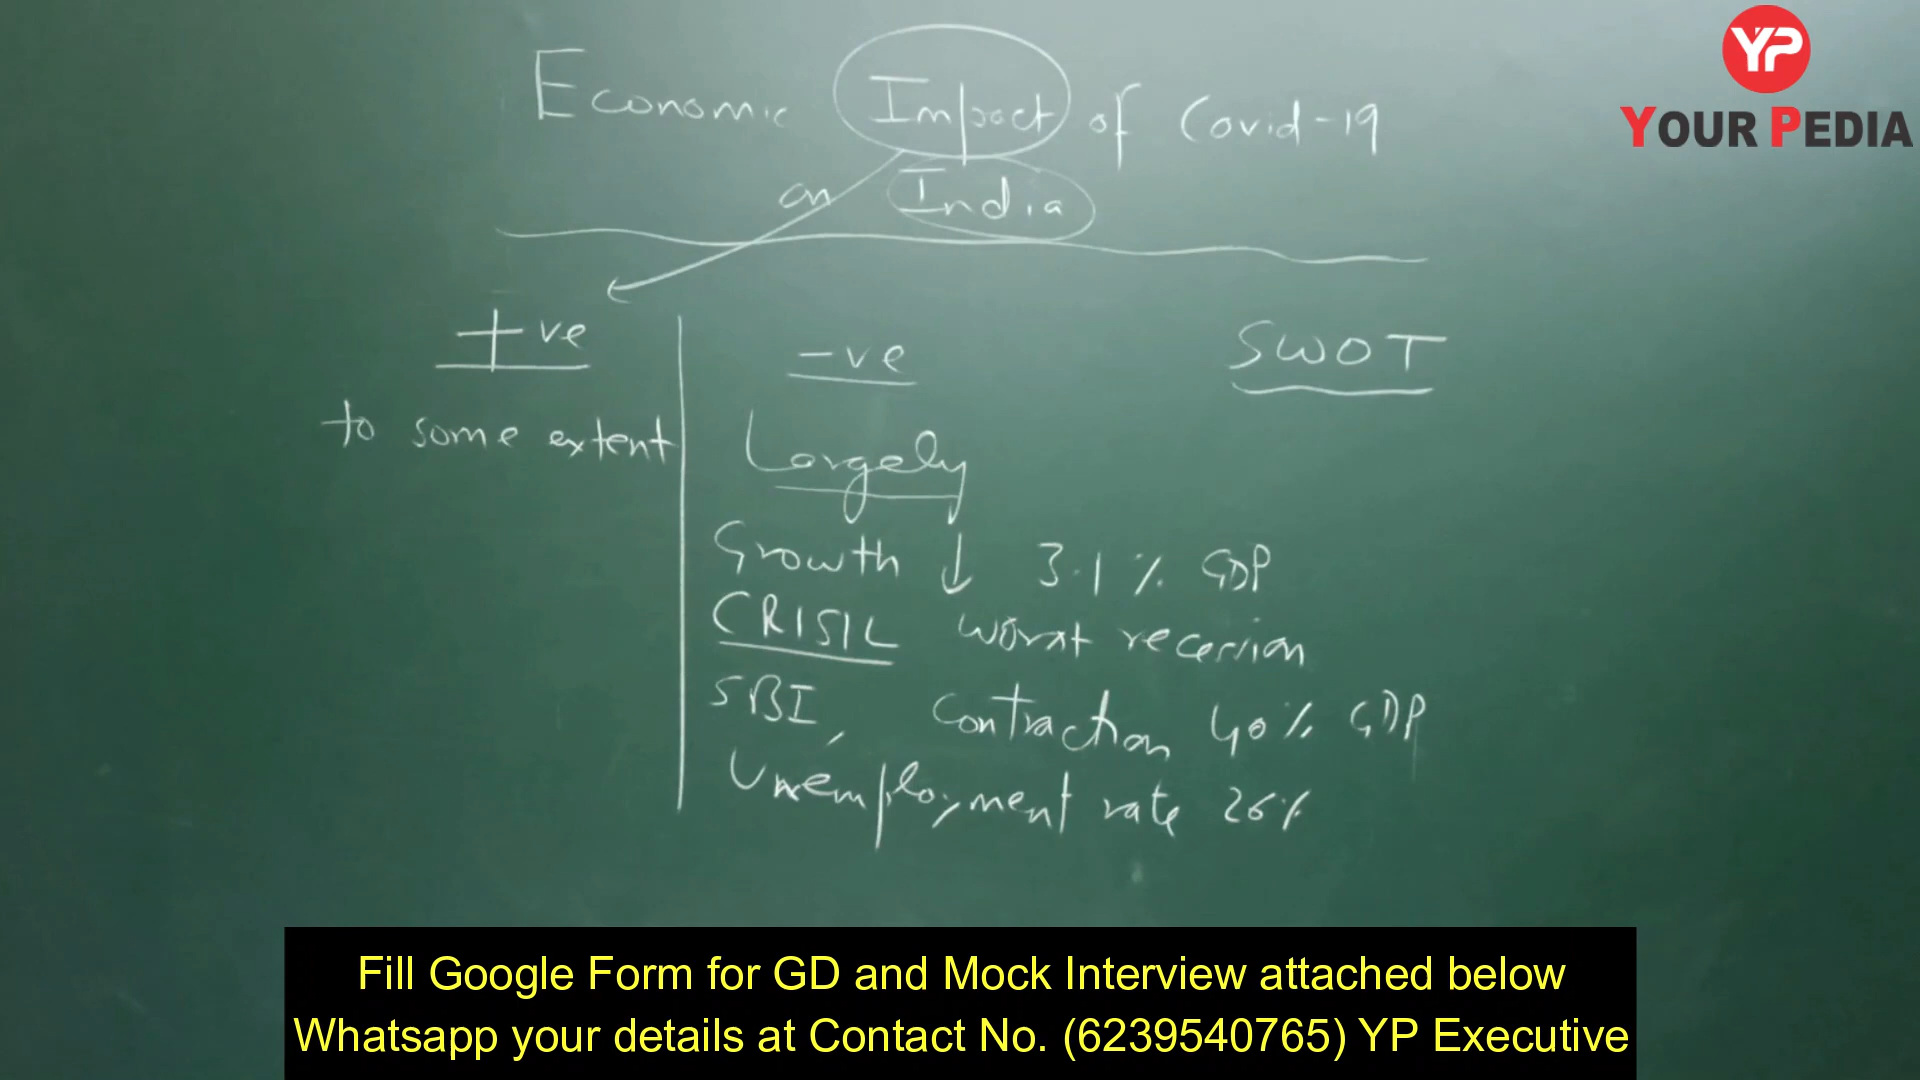 YP
YOUR PEDIA
Economic Impact of Covid-19
on India
+ve
-ve
SWOT
to some extent
Largely
Growth ↓ 3.1 % GDP
CRISIL worst recession
SBI, contraction 40% GDP
Unemployment rate 26%
Fill Google Form for GD and Mock Interview attached below
Whatsapp your details at Contact No. (6239540765) YP Executive